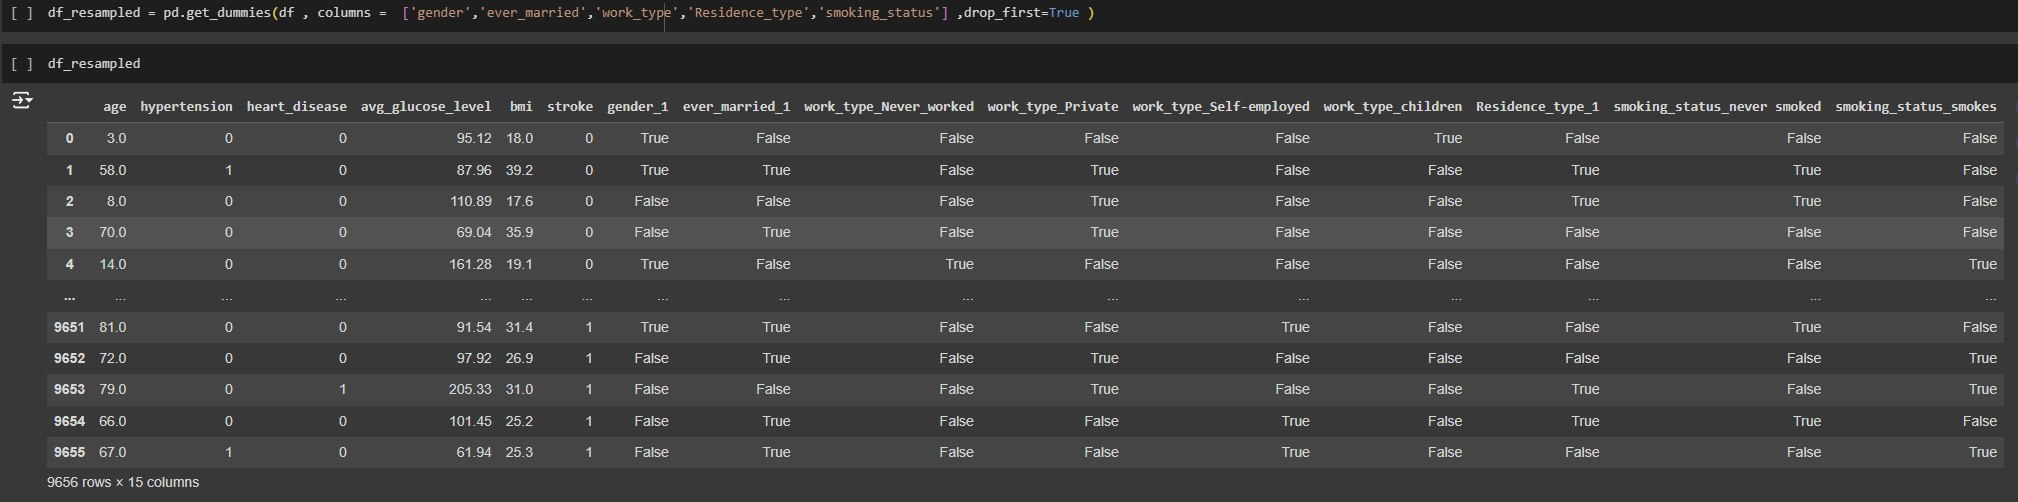 [ ] df_resampled = pd.get_dummies(df , columns =  ['gender','ever_married','work_type','Residence_type','smoking_status'] ,drop_first=True )
[ ] df_resampled
age hypertension heart_disease avg_glucose_level bmi stroke gender_1 ever_married_1 work_type_Never_worked work_type_Private work_type_Self-employed work_type_children Residence_type_1 smoking_status_never smoked smoking_status_smokes
0 3.0 0 0 95.12 18.0 0 True False False False False True False False False
1 58.0 1 0 87.96 39.2 0 True True False True False False True True False
2 8.0 0 0 110.89 17.6 0 False False False True False False True True False
3 70.0 0 0 69.04 35.9 0 False True False True False False False False False
4 14.0 0 0 161.28 19.1 0 True False True False False False False False True
... ... ... ... ... ... ... ... ... ... ... ... ... ... ... ...
9651 81.0 0 0 91.54 31.4 1 True True False False True False False True False
9652 72.0 0 0 97.92 26.9 1 False True False True False False False False True
9653 79.0 0 1 205.33 31.0 1 False False False True False False True False True
9654 66.0 0 0 101.45 25.2 1 False True False False True False True True False
9655 67.0 1 0 61.94 25.3 1 False True False False True False False False True
9656 rows × 15 columns